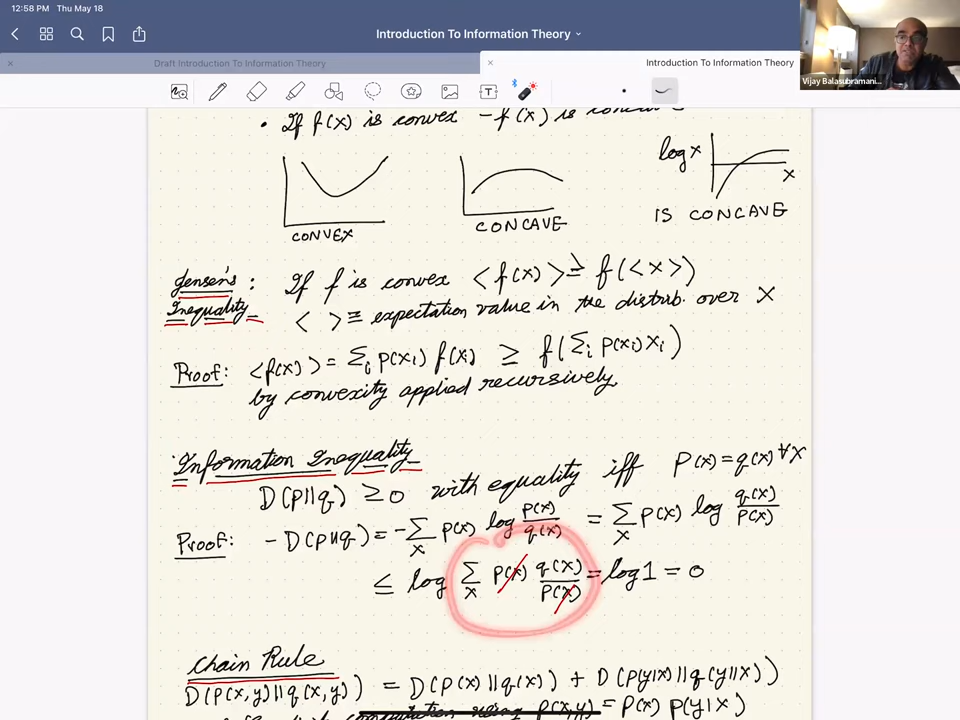 12:58 PM Thu May 18
Introduction To Information Theory
Draft Introduction To Information Theory
Introduction To Information Theory
Vijay Balasubramani...
• If f(x) is convex -f(x) is
log x
x
IS CONCAVE
CONVEX
CONCAVE
Jensen's Inequality : If f is convex <f(x)> ≥ f(<x>)
< > ≡ expectation value in the distrib. over X
Proof: <f(x)> = Σi p(xi) f(xi) ≥ f(Σi p(xi) xi)
by convexity applied recursively.
Information Inequality
D(p||q) ≥ 0 with equality iff P(x) = q(x) ∀x
Proof: - D(p||q) = - Σx p(x) log p(x)/q(x) = Σx p(x) log q(x)/p(x)
≤ log Σx p(x) q(x)/p(x) = log 1 = 0
Chain Rule
D(P(x,y)||q(x,y)) = D(p(x)||q(x)) + D(p(y|x)||q(y|x))
using p(x,y) = p(x) p(y|x)